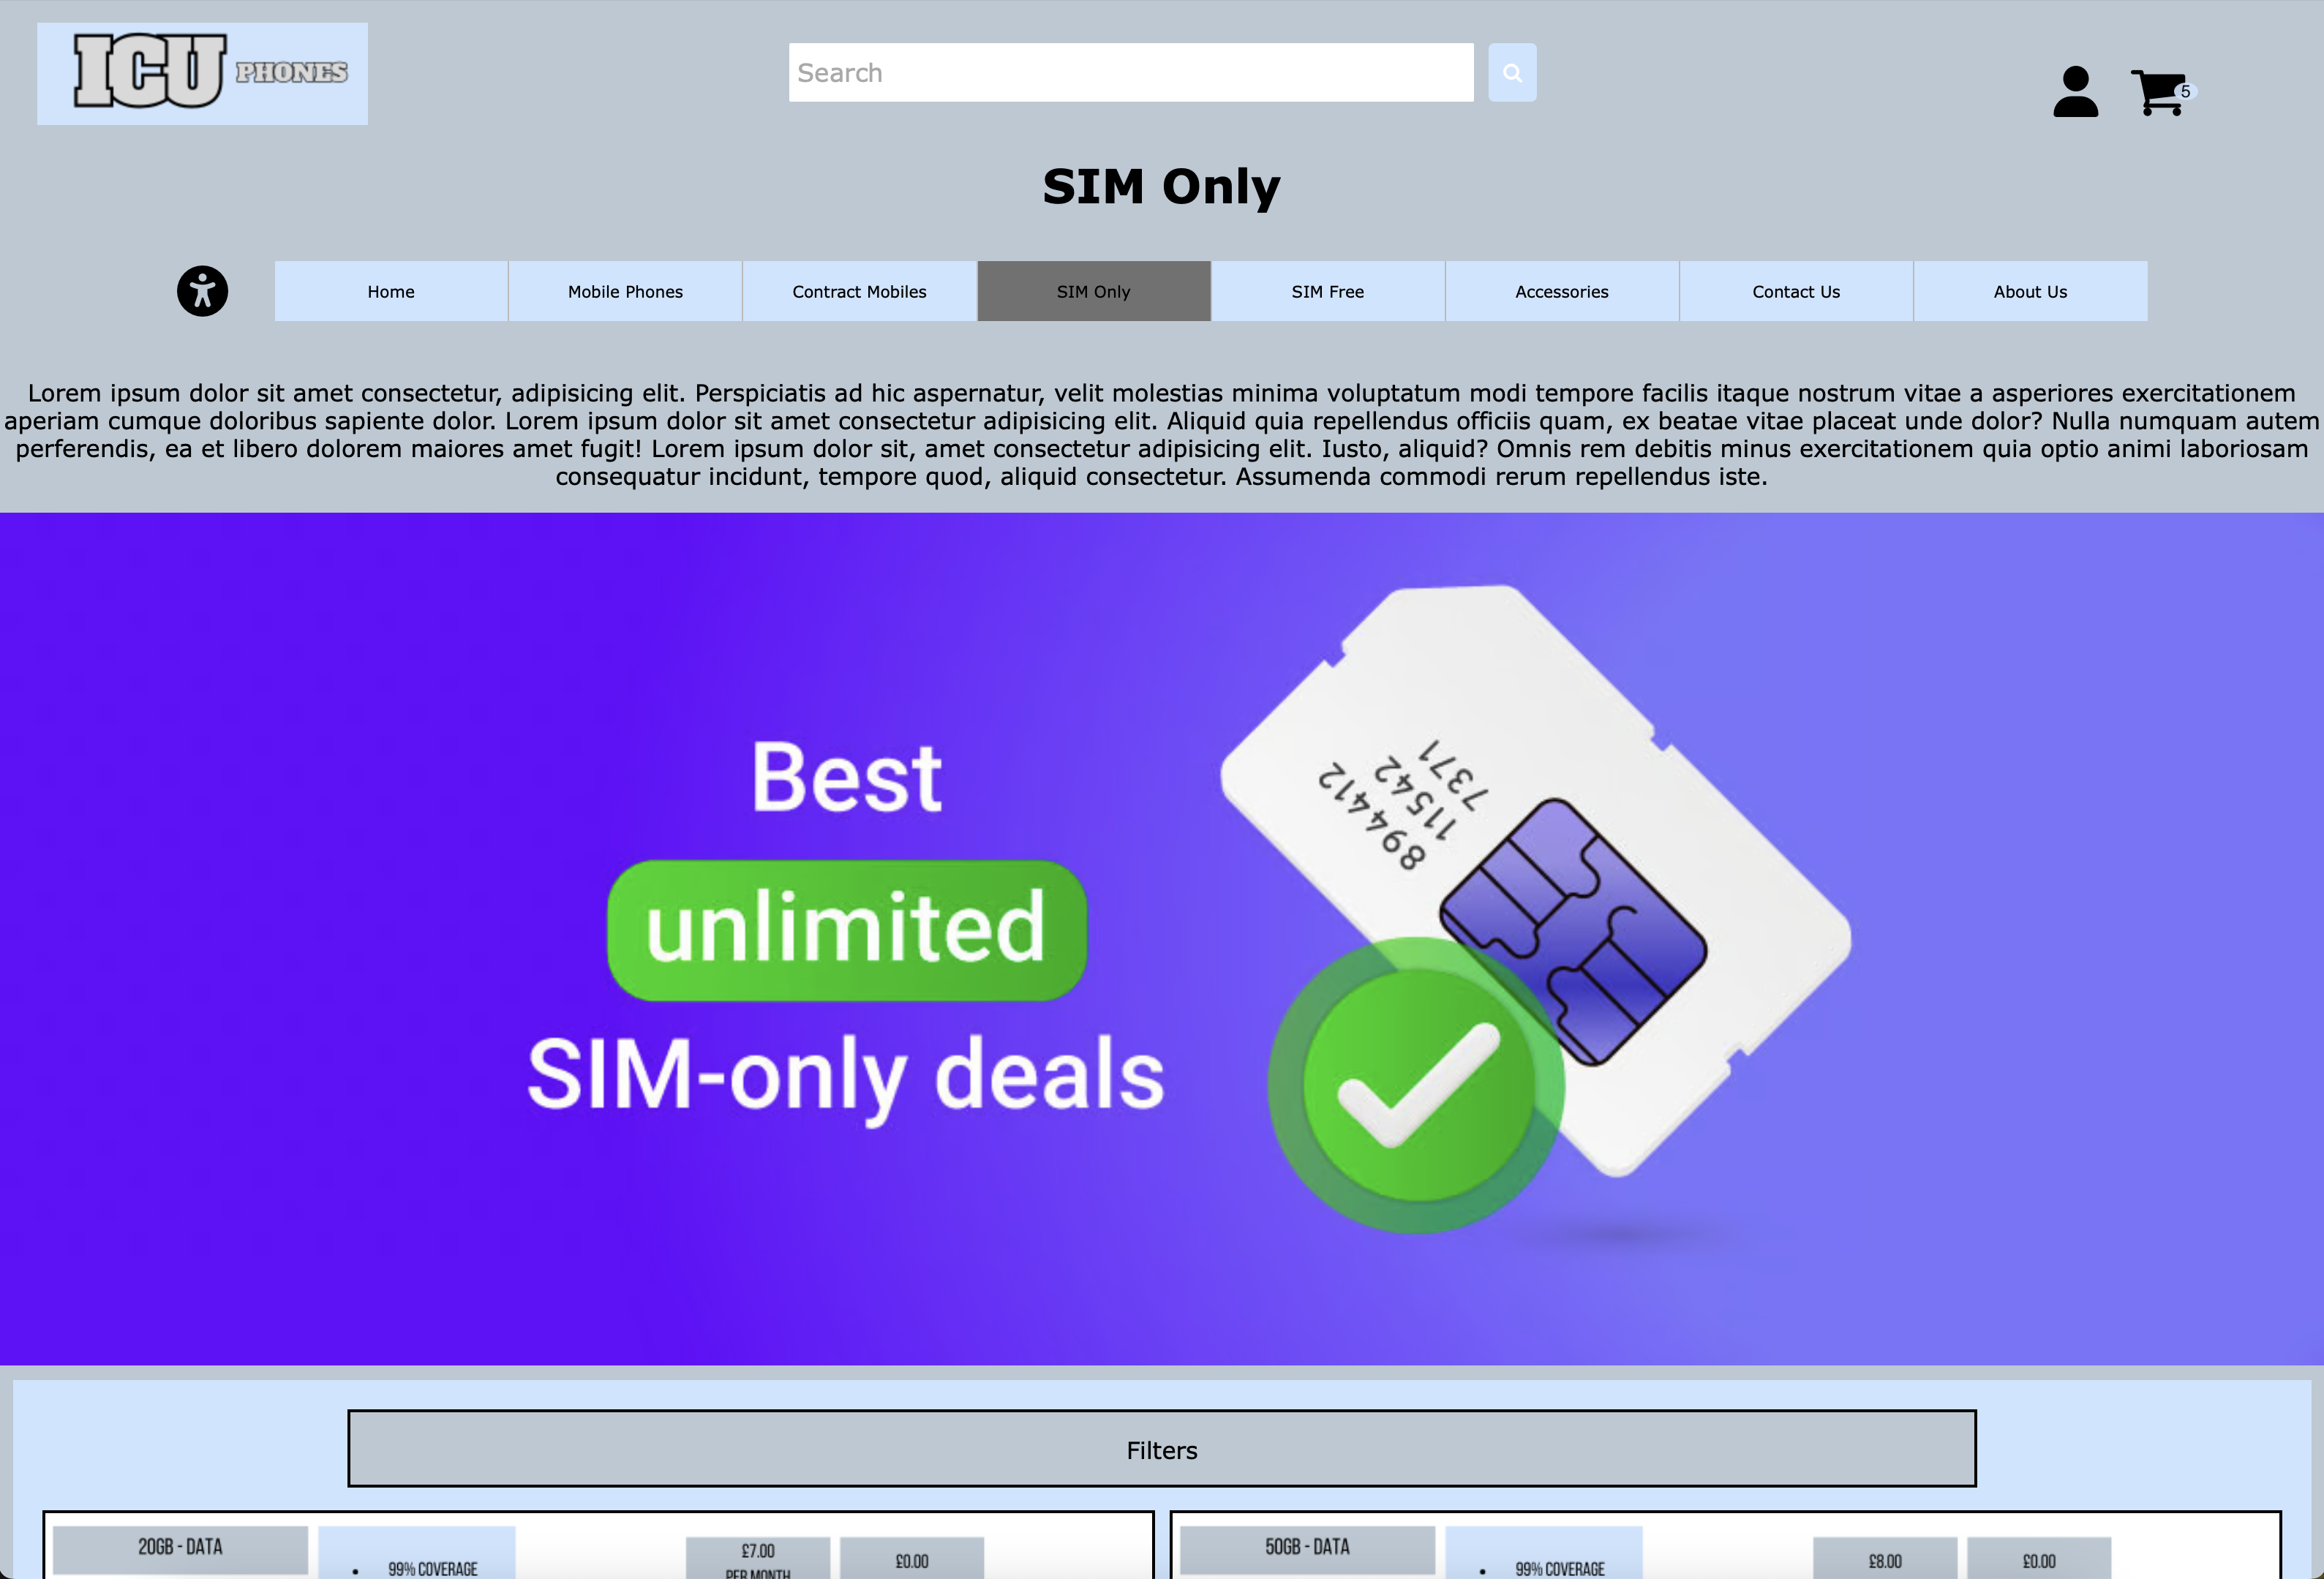 ICU PHONES
Search
5
SIM Only
Home
Mobile Phones
Contract Mobiles
SIM Only
SIM Free
Accessories
Contact Us
About Us
Lorem ipsum dolor sit amet consectetur, adipisicing elit. Perspiciatis ad hic aspernatur, velit molestias minima voluptatum modi tempore facilis itaque nostrum vitae a asperiores exercitationem
aperiam cumque doloribus sapiente dolor. Lorem ipsum dolor sit amet consectetur adipisicing elit. Aliquid quia repellendus officiis quam, ex beatae vitae placeat unde dolor? Nulla numquam autem
perferendis, ea et libero dolorem maiores amet fugit! Lorem ipsum dolor sit, amet consectetur adipisicing elit. Iusto, aliquid? Omnis rem debitis minus exercitationem quia optio animi laboriosam
consequatur incidunt, tempore quod, aliquid consectetur. Assumenda commodi rerum repellendus iste.
Best
unlimited
SIM-only deals
894412
11542
7371
Filters
20GB - DATA
• 99% COVERAGE
£7.00
PER MONTH
£0.00
50GB - DATA
• 99% COVERAGE
£8.00
£0.00